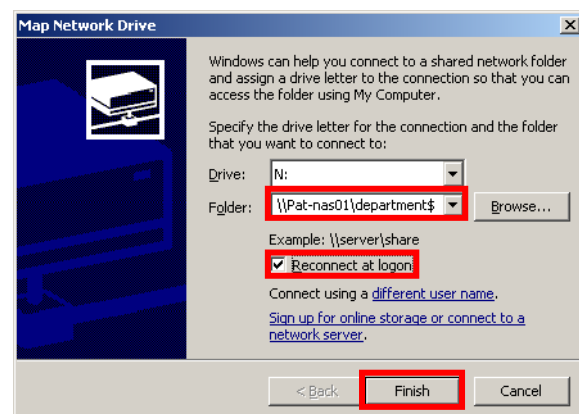 Map Network Drive
Windows can help you connect to a shared network folder
and assign a drive letter to the connection so that you can
access the folder using My Computer.
Specify the drive letter for the connection and the folder
that you want to connect to:
Drive: N:
Folder: \\Pat-nas01\department$ Browse...
Example: \\server\share
Reconnect at logon
Connect using a different user name.
Sign up for online storage or connect to a
network server.
< Back Finish Cancel